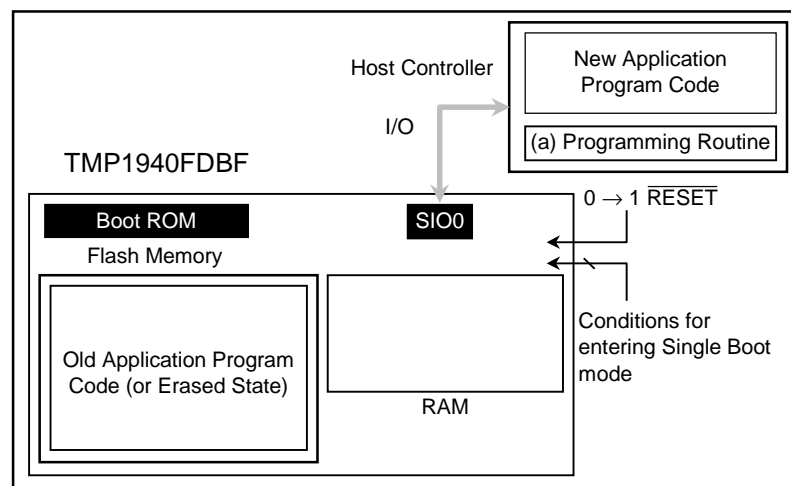 New Application
Program Code
Host Controller
I/O
(a) Programming Routine
TMP1940FDBF
0 → 1 RESET
Boot ROM
SIO0
Flash Memory
Old Application Program
Code (or Erased State)
RAM
Conditions for
entering Single Boot
mode